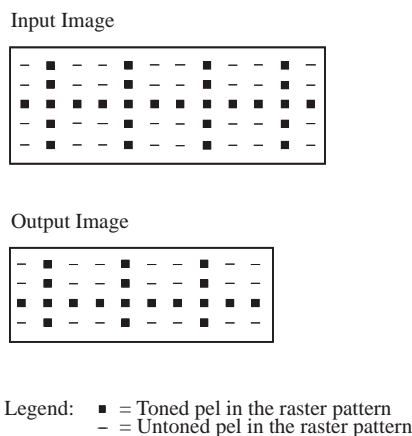 Input Image
– ■ – – ■ – – ■ – – ■ –
– ■ – – ■ – – ■ – – ■ –
■ ■ ■ ■ ■ ■ ■ ■ ■ ■ ■ ■
– ■ – – ■ – – ■ – – ■ –
– ■ – – ■ – – ■ – – ■ –
Output Image
– ■ – – ■ – – ■ – –
– ■ – – ■ – – ■ – –
■ ■ ■ ■ ■ ■ ■ ■ ■ ■
– ■ – – ■ – – ■ – –
Legend: ■ = Toned pel in the raster pattern
– = Untoned pel in the raster pattern